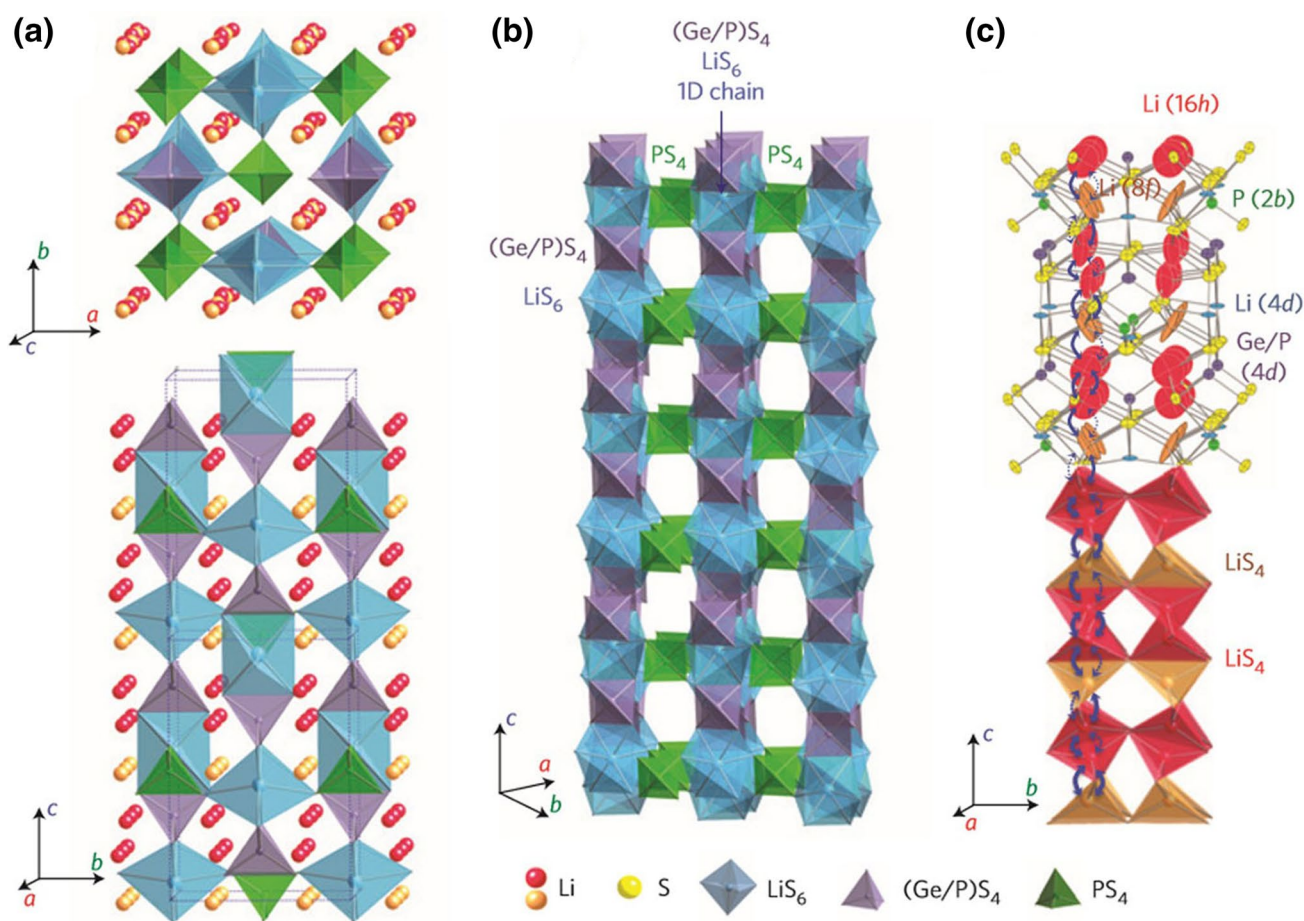 (a)
b
a
c
c
b
a
(b)
(Ge/P)S4
LiS6
1D chain
PS4
PS4
(Ge/P)S4
LiS6
c
a
b
(c)
Li (16h)
Li (8f)
P (2b)
Li (4d)
Ge/P
(4d)
LiS4
LiS4
c
b
a
Li
S
LiS6
(Ge/P)S4
PS4